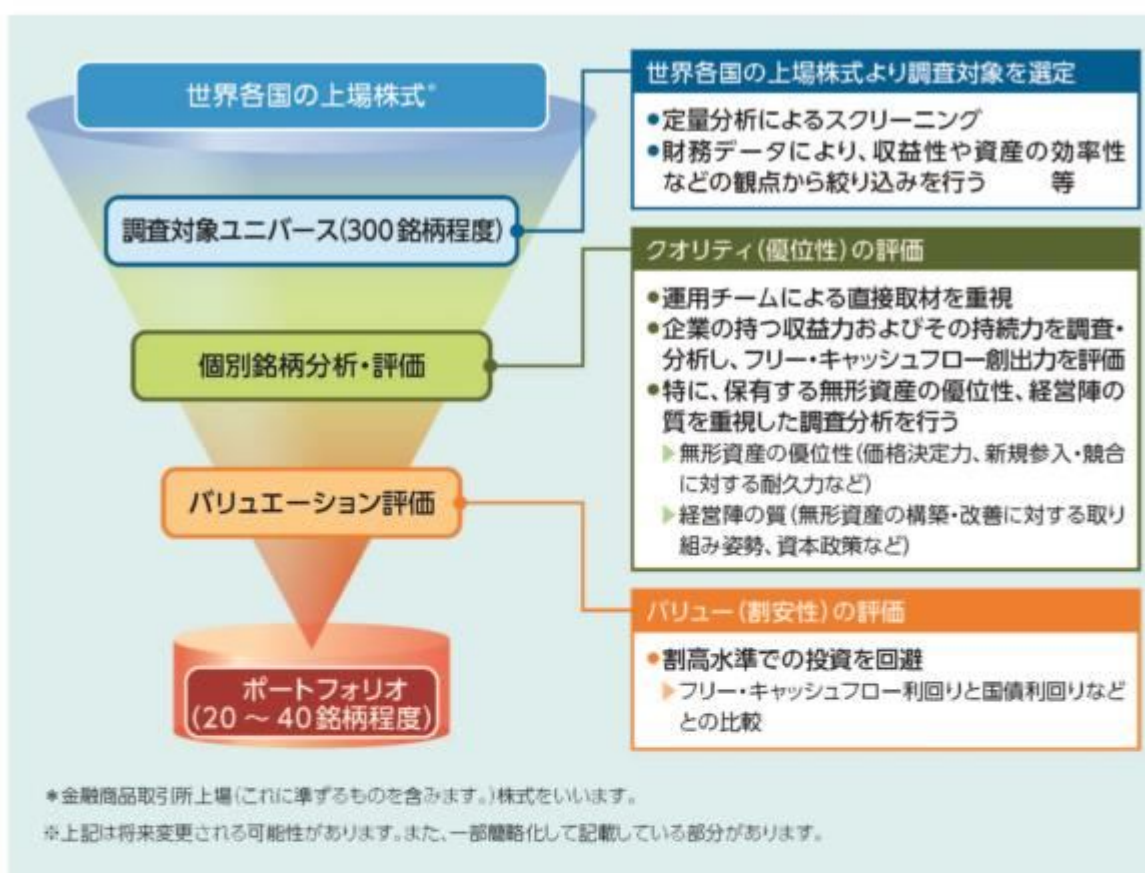 世界各国の上場株式*
調査対象ユニバース(300銘柄程度)
個別銘柄分析・評価
バリュエーション評価
ポートフォリオ
(20 ～ 40銘柄程度)
世界各国の上場株式より調査対象を選定
●定量分析によるスクリーニング
●財務データにより、収益性や資産の効率性
などの観点から絞り込みを行う 等
クオリティ(優位性)の評価
●運用チームによる直接取材を重視
●企業の持つ収益力およびその持続力を調査・
分析し、フリー・キャッシュフロー創出力を評価
●特に、保有する無形資産の優位性、経営陣の
質を重視した調査分析を行う
▶無形資産の優位性(価格決定力、新規参入・競合
に対する耐久力など)
▶経営陣の質(無形資産の構築・改善に対する取り
組み姿勢、資本政策など)
バリュー(割安性)の評価
●割高水準での投資を回避
▶フリー・キャッシュフロー利回りと国債利回りなど
との比較
*金融商品取引所上場(これに準ずるものを含みます。)株式をいいます。
※上記は将来変更される可能性があります。また、一部簡略化して記載している部分があります。